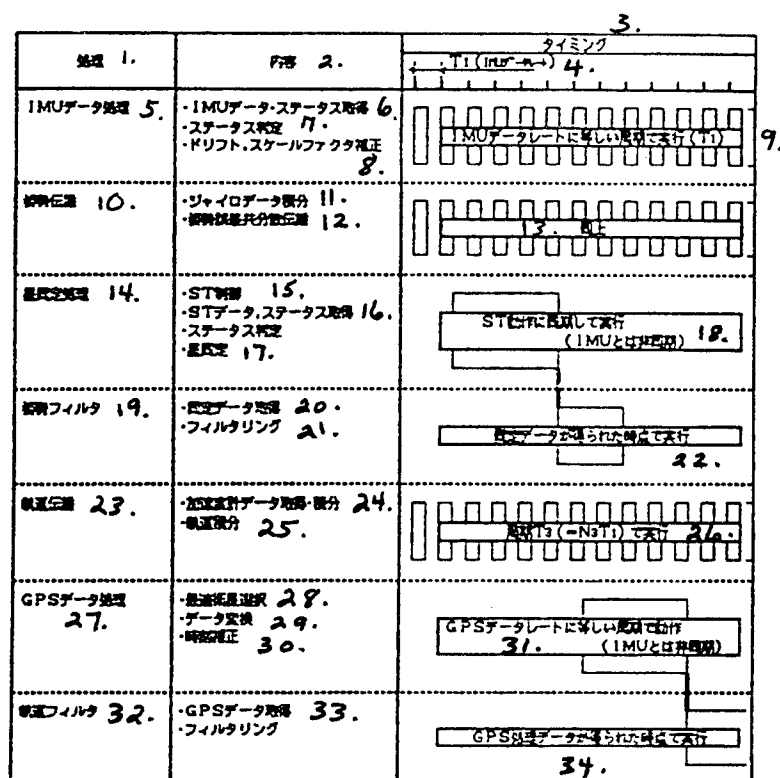 3.
処理 1.
内容 2.
タイミング
T1 (IMUデータレート) 4.
IMUデータ処理 5.
・IMUデータ・ステータス取得 6.
・ステータス判定 7.
・ドリフト,スケールファクタ補正
8.
IMUデータレートに等しい周期で実行(T1)
9.
姿勢伝播 10.
・ジャイロデータ積分 11.
・姿勢誤差共分散伝播 12.
13. 同上
星同定処理 14.
・ST制御 15.
・STデータ,ステータス取得 16.
・ステータス判定
・星同定 17.
ST動作に同期して実行
(IMUとは非同期) 18.
姿勢フィルタ 19.
・同定データ取得 20.
・フィルタリング 21.
同定データが得られた時点で実行
22.
軌道伝播 23.
・加速度計データ取得・積分 24.
・軌道積分 25.
周期T3(=N3T1)で実行 26.
GPSデータ処理
27.
・最適衛星選択 28.
・データ変換 29.
・時刻補正 30.
GPSデータレートに等しい周期で動作
31. (IMUとは非同期)
軌道フィルタ 32.
・GPSデータ取得 33.
・フィルタリング
GPS処理データが得られた時点で実行
34.